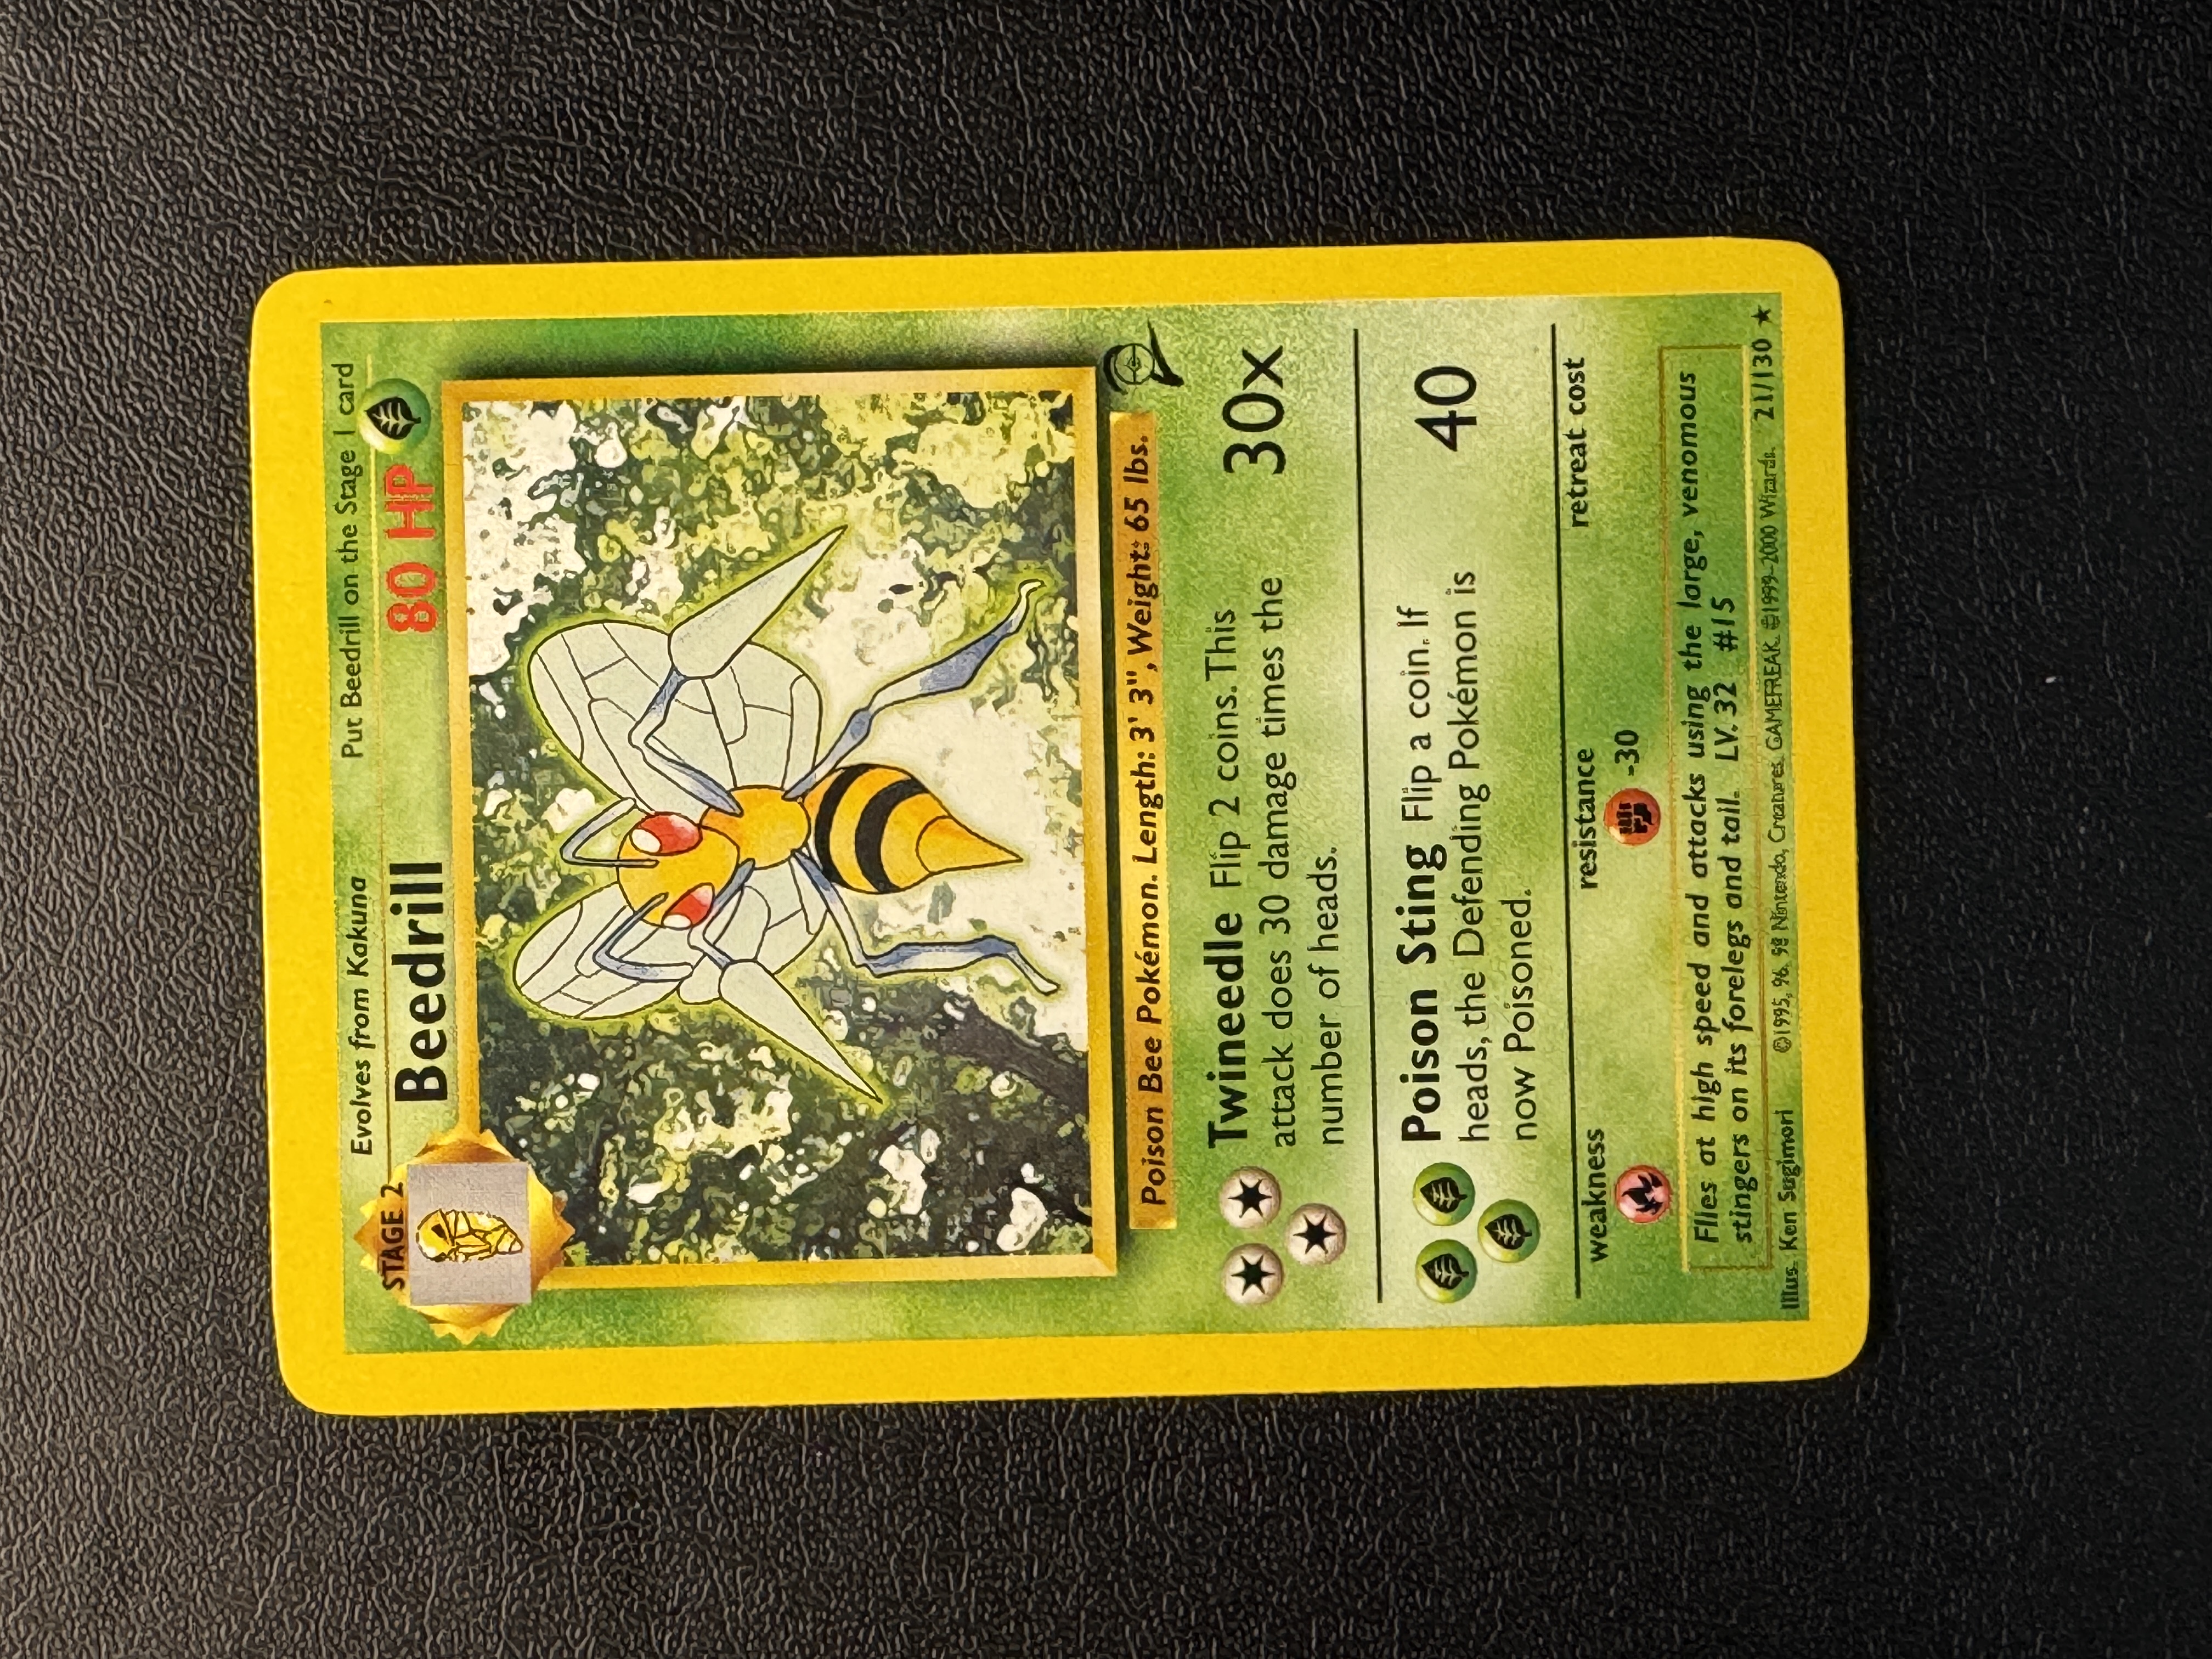 Evolves from Kakuna Put Beedrill on the Stage 1 card
STAGE 2
Beedrill 80 HP
Poison Bee Pokémon. Length: 3' 3", Weight: 65 lbs.
Twineedle Flip 2 coins. This
attack does 30 damage times the
number of heads.
30x
Poison Sting Flip a coin. If
heads, the Defending Pokémon is
now Poisoned.
40
weakness resistance retreat cost
-30
Flies at high speed and attacks using the large, venomous
stingers on its forelegs and tail. LV. 32 #15
Illus. Ken Sugimori ©1995, 96, 98 Nintendo, Creatures, GAMEFREAK. ©1999-2000 Wizards. 21/130 ★